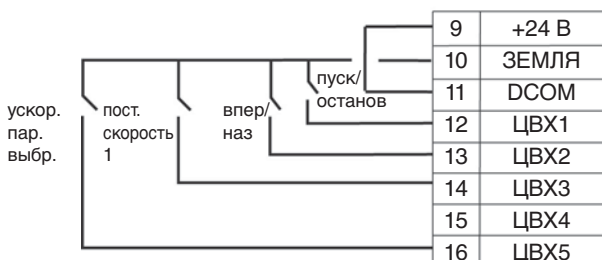 9 +24 В
10 ЗЕМЛЯ
11 DCOM
12 ЦВХ1
13 ЦВХ2
14 ЦВХ3
15 ЦВХ4
16 ЦВХ5
пуск/
останов
впер/
наз
пост.
скорость
1
ускор.
пар.
выбр.